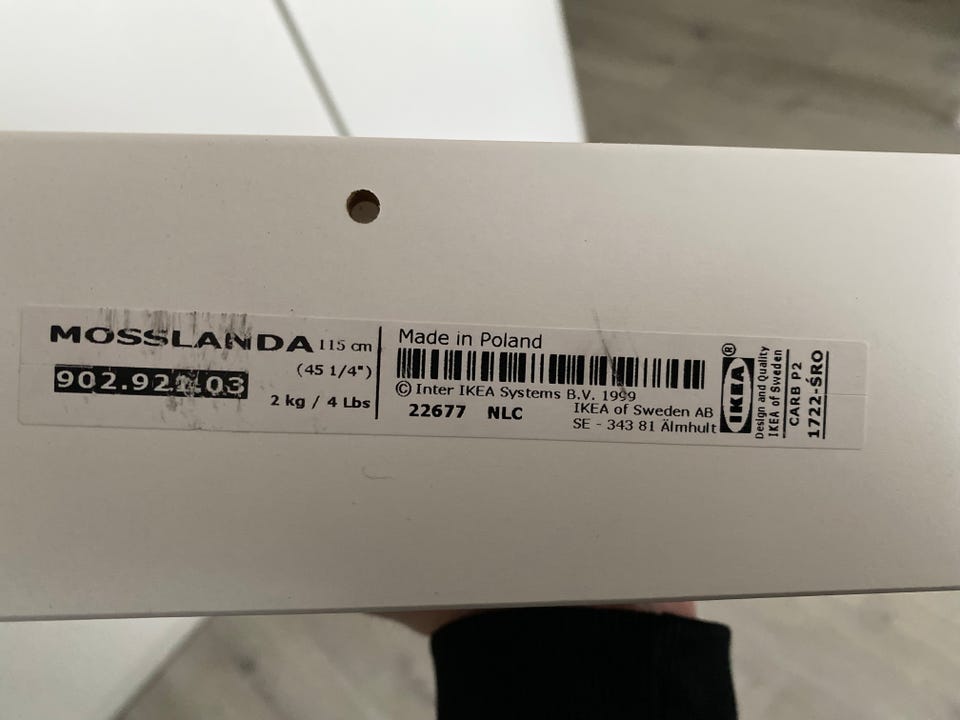 MOSSLANDA 115 cm
(45 1/4")
2 kg / 4 Lbs
Made in Poland
© Inter IKEA Systems B.V. 1999
22677 NLC
IKEA of Sweden AB
SE - 343 81 Älmhult
IKEA ®
Design and Quality
IKEA of Sweden
CARB P2
1722-ŚRO